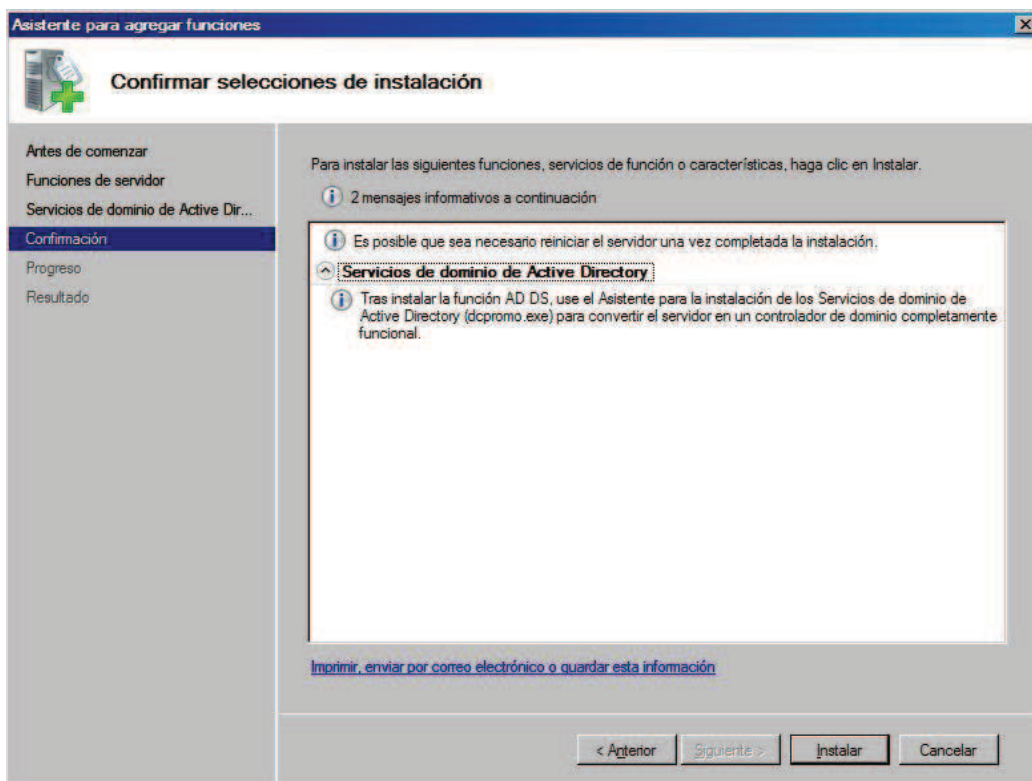 Asistente para agregar funciones
Confirmar selecciones de instalación
Antes de comenzar
Funciones de servidor
Servicios de dominio de Active Dir...
Confirmación
Progreso
Resultado
Para instalar las siguientes funciones, servicios de función o características, haga clic en Instalar.
2 mensajes informativos a continuación
Es posible que sea necesario reiniciar el servidor una vez completada la instalación.
Servicios de dominio de Active Directory
Tras instalar la función AD DS, use el Asistente para la instalación de los Servicios de dominio de
Active Directory (dcpromo.exe) para convertir el servidor en un controlador de dominio completamente
funcional.
Imprimir, enviar por correo electrónico o guardar esta información
< Anterior
Siguiente >
Instalar
Cancelar